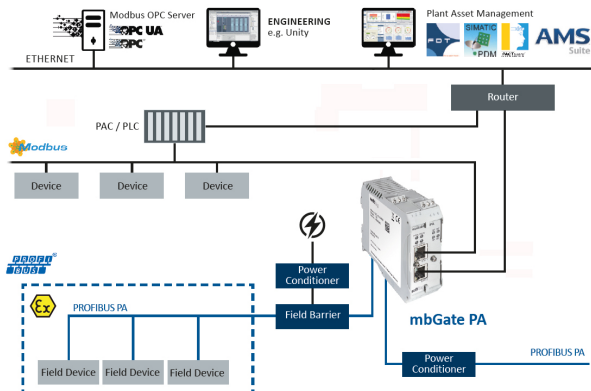 Modbus OPC Server
OPC UA
OPC
ENGINEERING
e.g. Unity
Plant Asset Management
FDT
SIMATIC
PDM
AMS
Suite
ETHERNET
Router
PAC / PLC
Modbus
Device
Device
Device
PROFI
BUS
Power
Conditioner
Ex
PROFIBUS PA
Field Barrier
mbGate PA
Field Device
Field Device
Field Device
Power
Conditioner
PROFIBUS PA